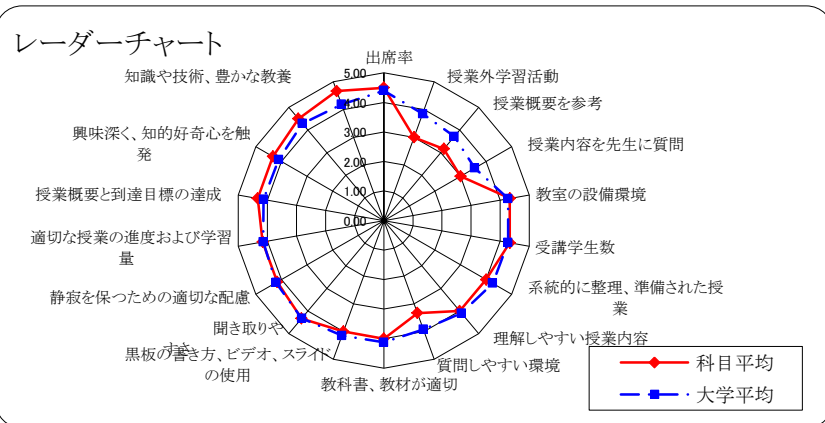 レーダーチャート
出席率
授業外学習活動
授業概要を参考
授業内容を先生に質問
教室の設備環境
受講学生数
系統的に整理、準備された授
業
理解しやすい授業内容
質問しやすい環境
教科書、教材が適切
黒板の書き方、ビデオ、スライド
の使用
聞き取りや
すさ
静寂を保つための適切な配慮
適切な授業の進度および学習
量
授業概要と到達目標の達成
興味深く、知的好奇心を触
発
知識や技術、豊かな教養
5.00
4.00
3.00
2.00
1.00
0.00
科目平均
大学平均